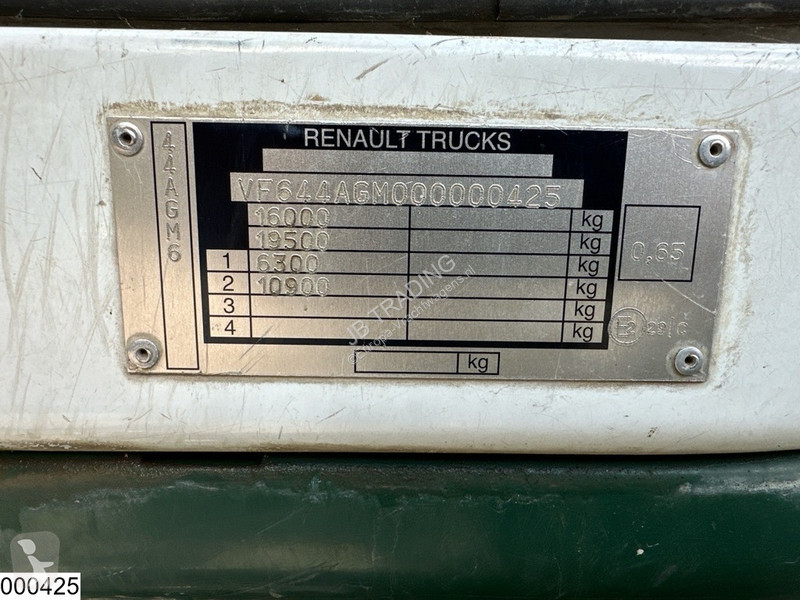 RENAULT TRUCKS
44AGM6
VF644AGM000000425
16000 kg
19500 kg
1 6300 kg
2 10900 kg
3 kg
4 kg
kg
0,65
E2
JB TRADING
000425